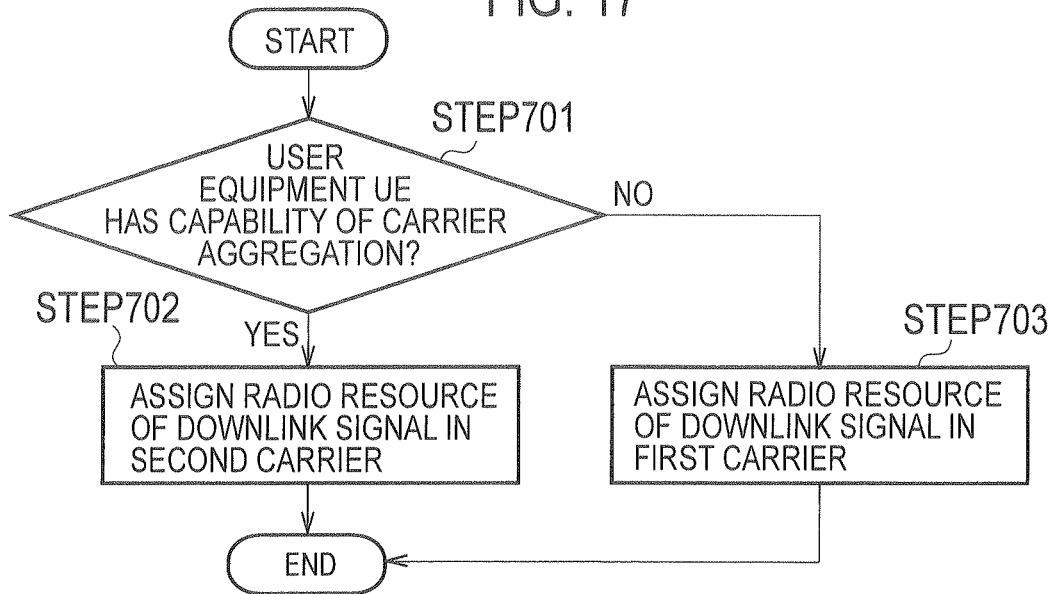 FIG. 17
START
STEP701
USER
EQUIPMENT UE
HAS CAPABILITY OF CARRIER
AGGREGATION?
NO
STEP702
YES
STEP703
ASSIGN RADIO RESOURCE
OF DOWNLINK SIGNAL IN
SECOND CARRIER
ASSIGN RADIO RESOURCE
OF DOWNLINK SIGNAL IN
FIRST CARRIER
END